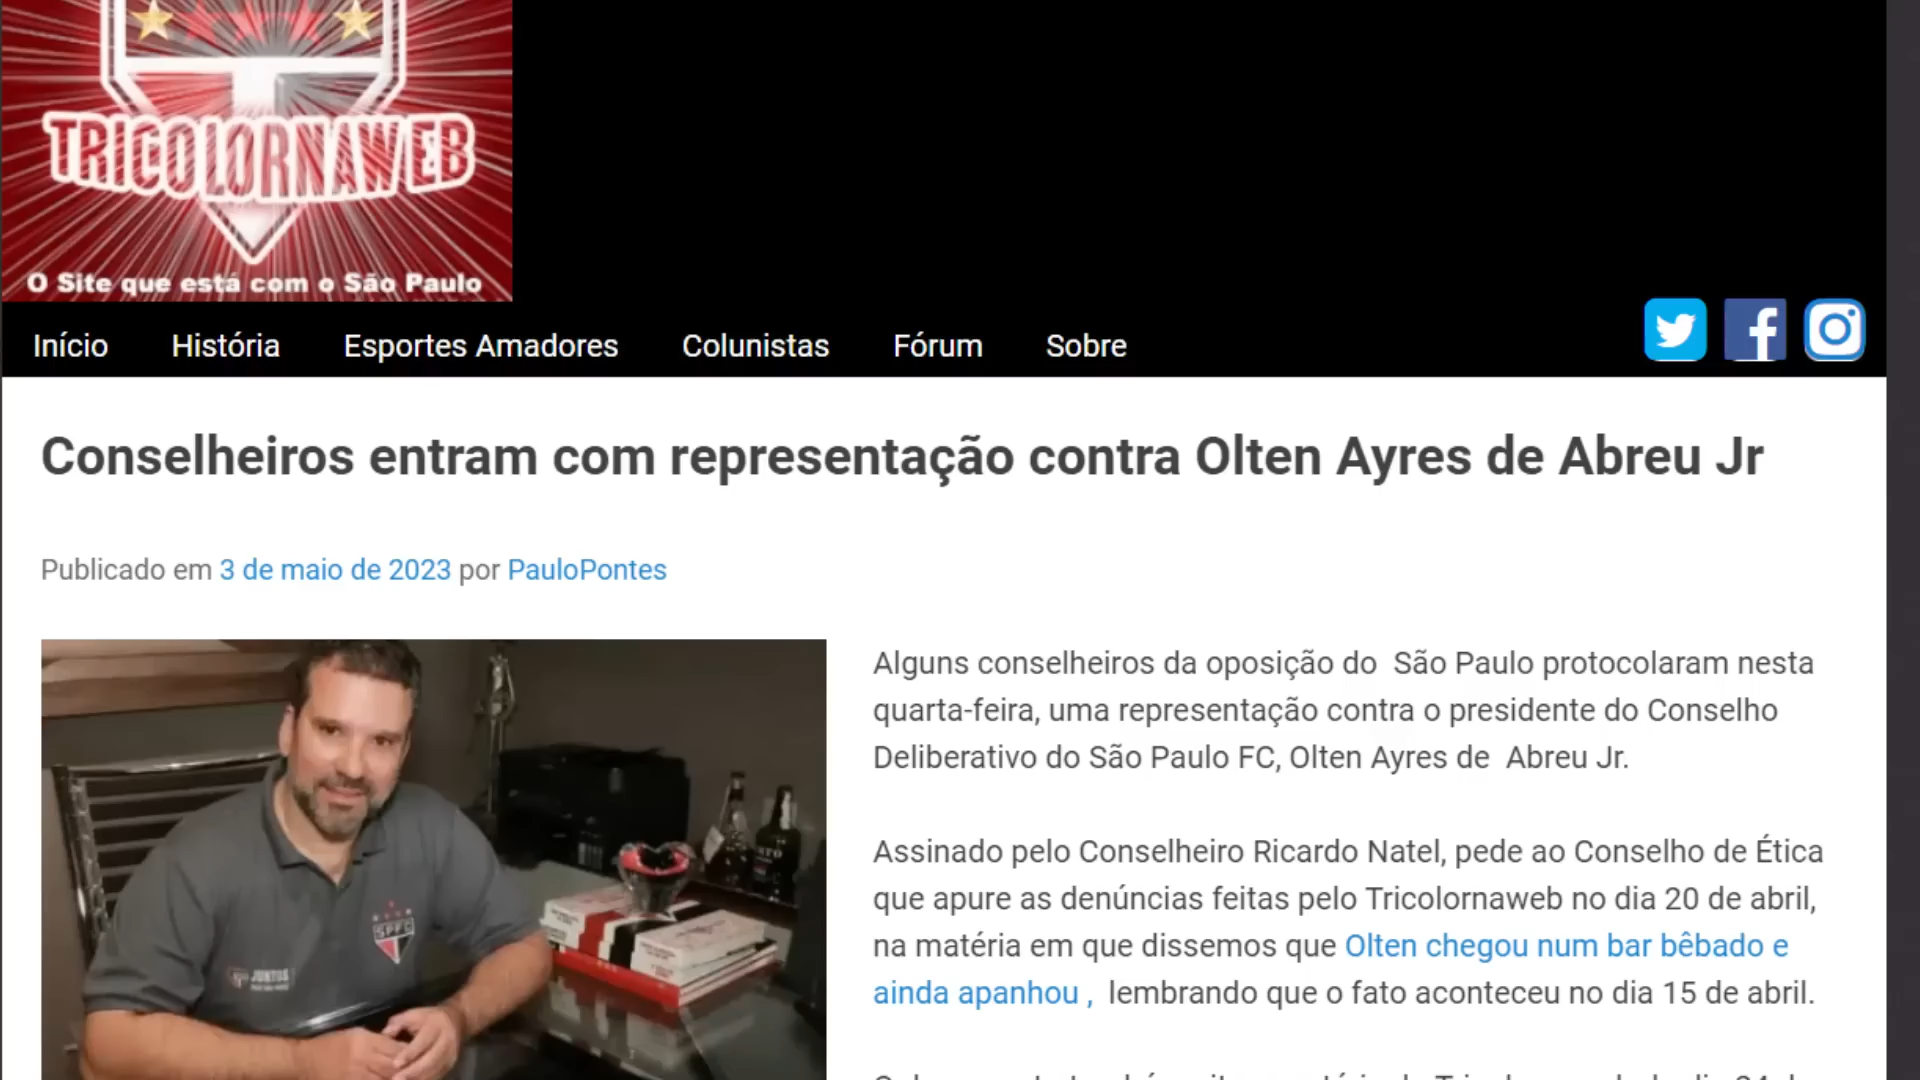 TRICOLORNAWEB
O Site que está com o São Paulo
Início História Esportes Amadores Colunistas Fórum Sobre
Conselheiros entram com representação contra Olten Ayres de Abreu Jr
Publicado em 3 de maio de 2023 por PauloPontes
Alguns conselheiros da oposição do São Paulo protocolaram nesta
quarta-feira, uma representação contra o presidente do Conselho
Deliberativo do São Paulo FC, Olten Ayres de Abreu Jr.
Assinado pelo Conselheiro Ricardo Natel, pede ao Conselho de Ética
que apure as denúncias feitas pelo Tricolornaweb no dia 20 de abril,
na matéria em que dissemos que Olten chegou num bar bêbado e
ainda apanhou , lembrando que o fato aconteceu no dia 15 de abril.
SPFC
JUNTOS